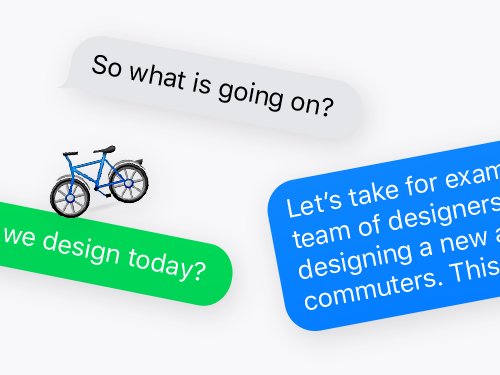 So what is going on?
we design today?
Let’s take for exam
team of designers
designing a new a
commuters. This